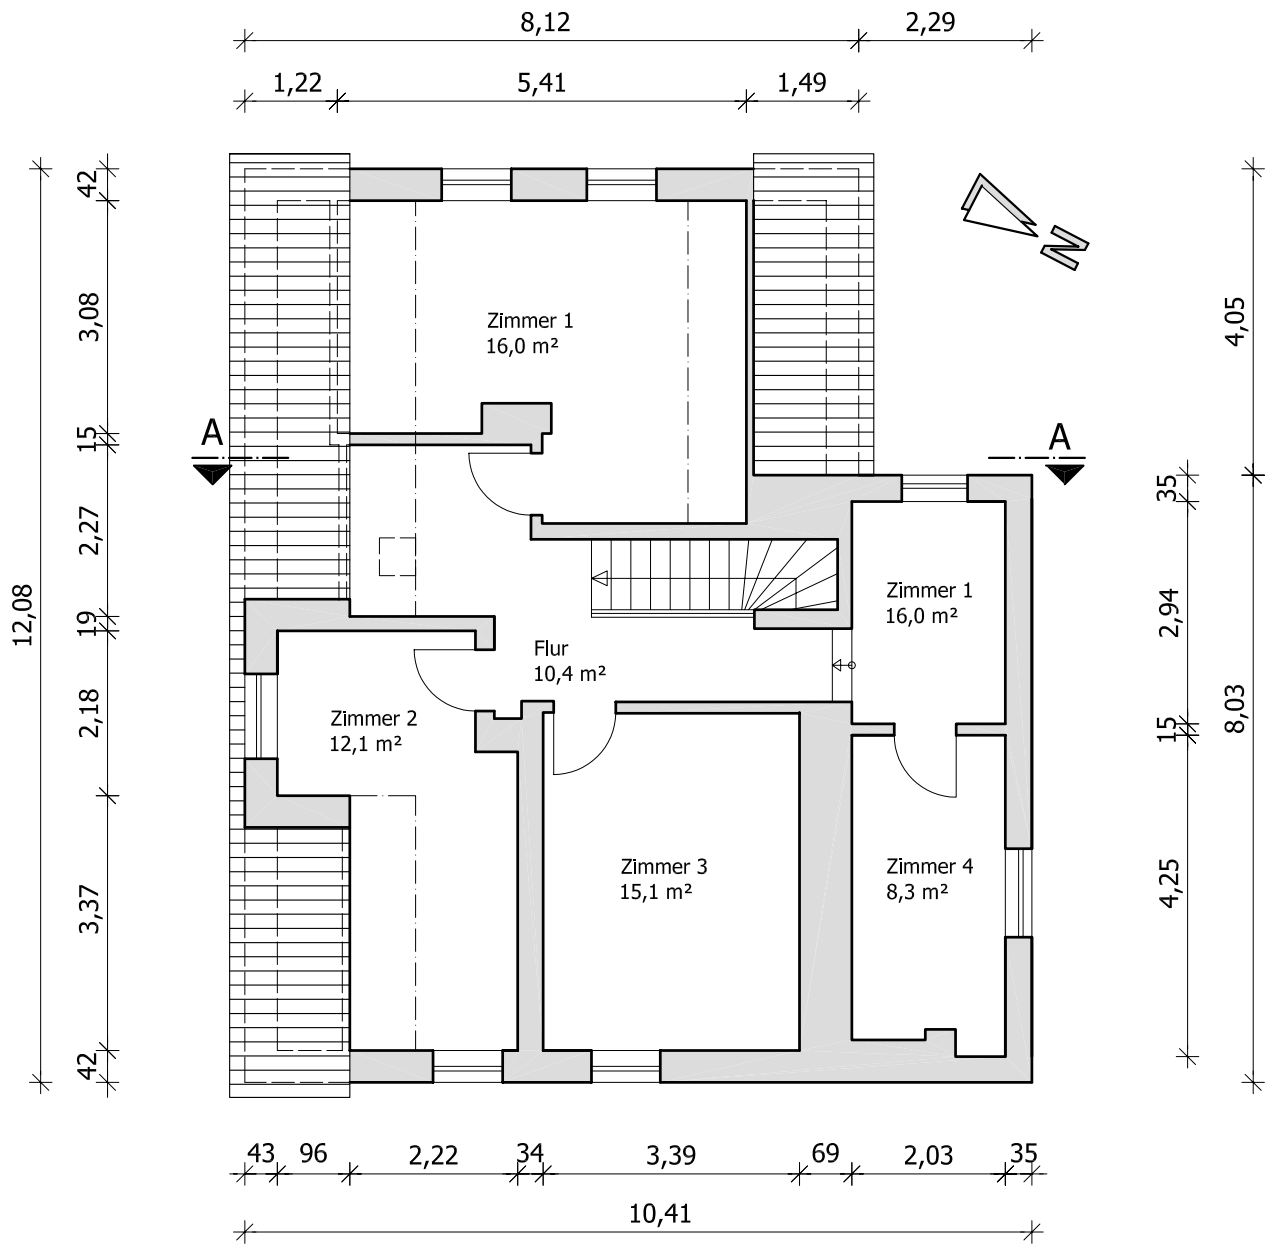 8,12
2,29
1,22
5,41
1,49
N
42
3,08
15
2,27
19
2,18
3,37
42
12,08
Zimmer 1
16,0 m²
A
A
4,05
35
2,94
15
4,25
8,03
Zimmer 1
16,0 m²
Flur
10,4 m²
Zimmer 2
12,1 m²
Zimmer 3
15,1 m²
Zimmer 4
8,3 m²
43
96
2,22
34
3,39
69
2,03
35
10,41